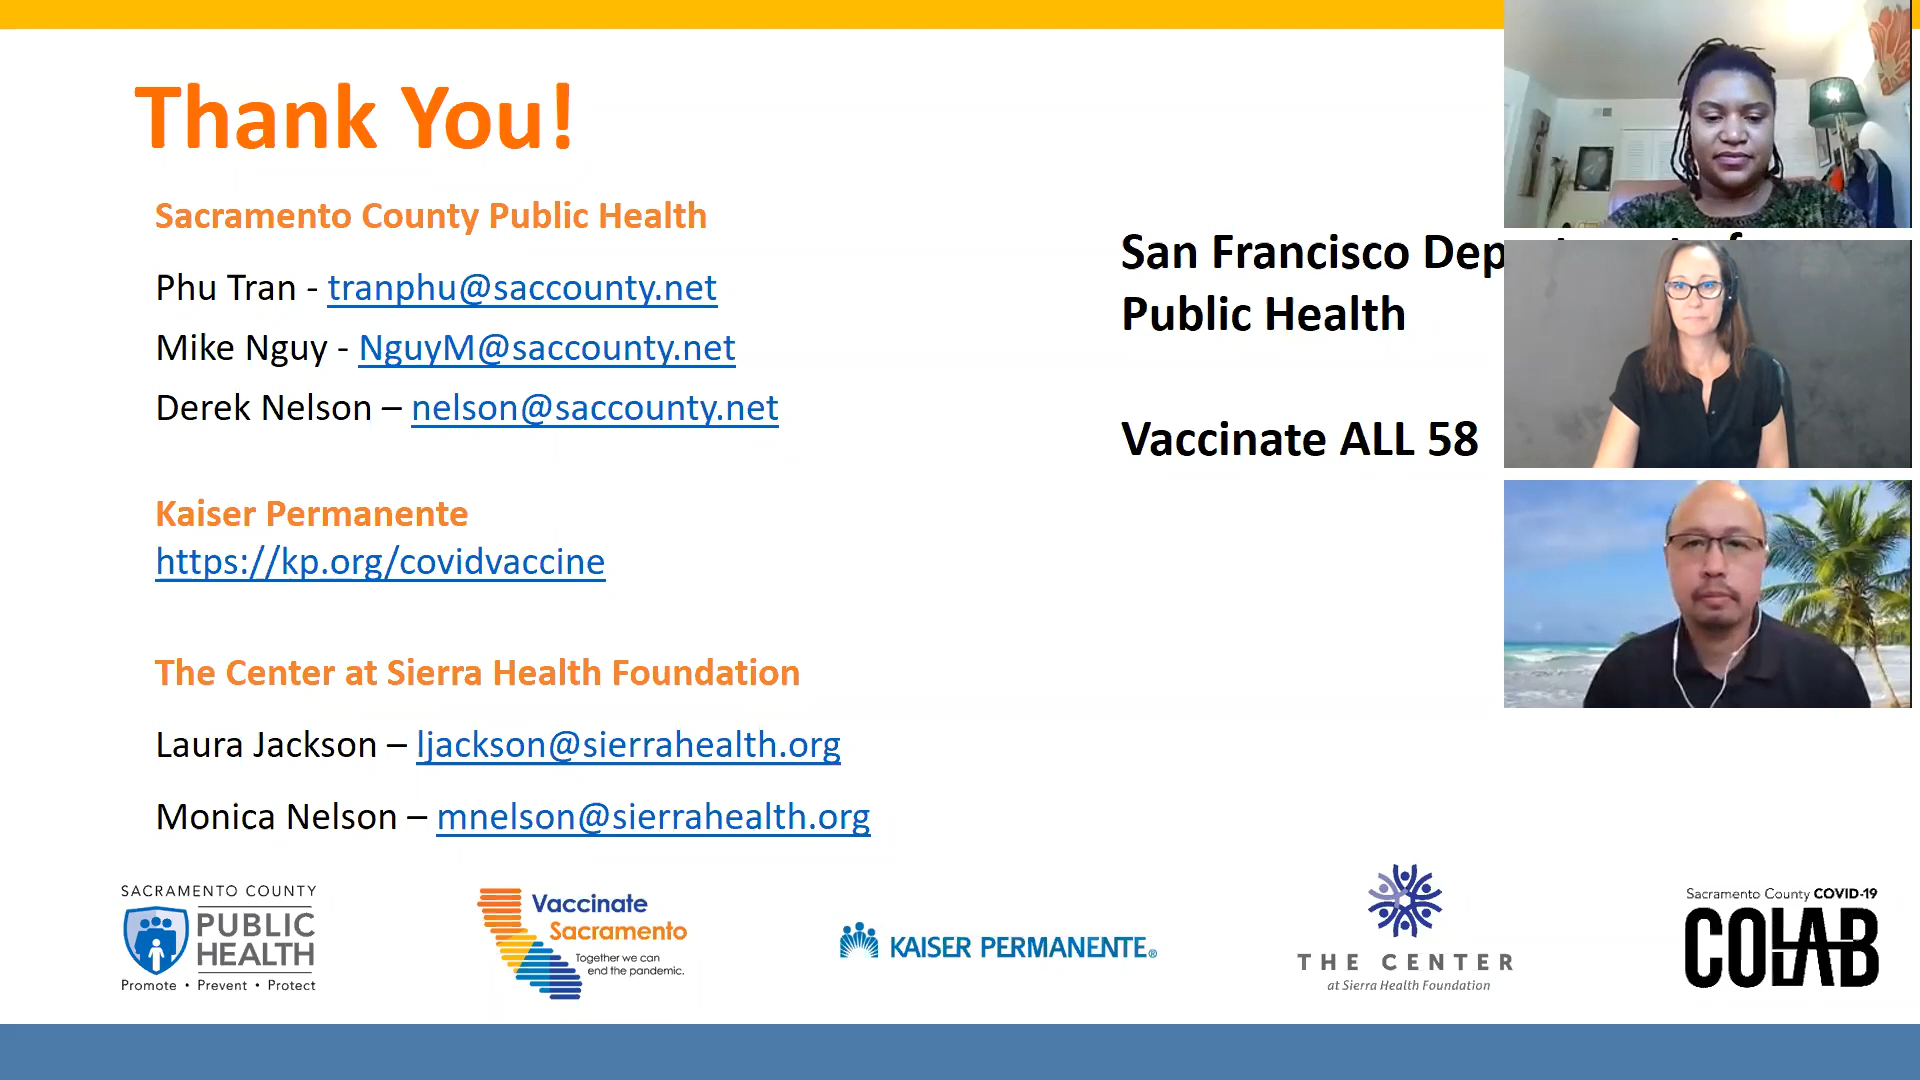 Thank You!
Sacramento County Public Health
Phu Tran - tranphu@saccounty.net
Mike Nguy - NguyM@saccounty.net
Derek Nelson – nelson@saccounty.net
Kaiser Permanente
https://kp.org/covidvaccine
The Center at Sierra Health Foundation
Laura Jackson – ljackson@sierrahealth.org
Monica Nelson – mnelson@sierrahealth.org
San Francisco
Public Health
Vaccinate ALL 58
SACRAMENTO COUNTY
PUBLIC
HEALTH
Promote • Prevent • Protect
Vaccinate
Sacramento
Together we can
end the pandemic.
KAISER PERMANENTE®
THE CENTER
at Sierra Health Foundation
Sacramento County COVID-19
COLAB